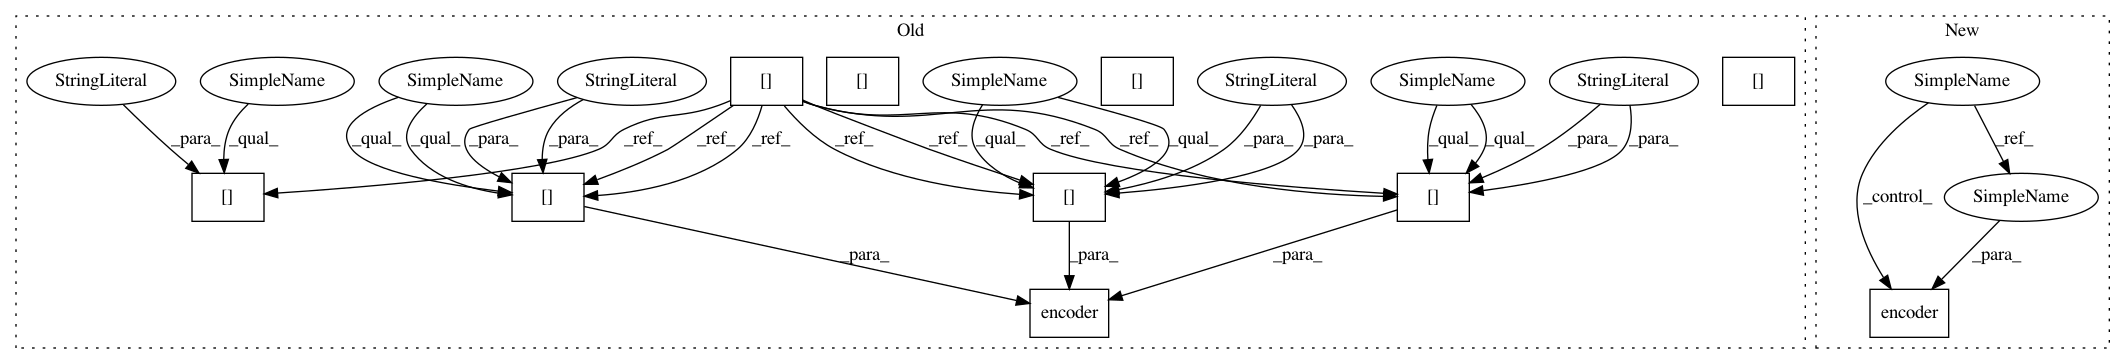 Old
New
StringLiteral SimpleName SimpleName StringLiteral [] [] SimpleName [] StringLiteral SimpleName StringLiteral [] SimpleName
_para_ _qual_ _qual_ _qual_ _para_ _para_ _ref_ _ref_ _ref_ _ref_ _ref_ _qual_ _ref_ _qual_ _para_ _para_ _ref_ _qual_ _qual_ _para_ _para_ _ref_
[] [] [] [] _control_ SimpleName
_para_ _para_ _para_ _para_
encoder encoder